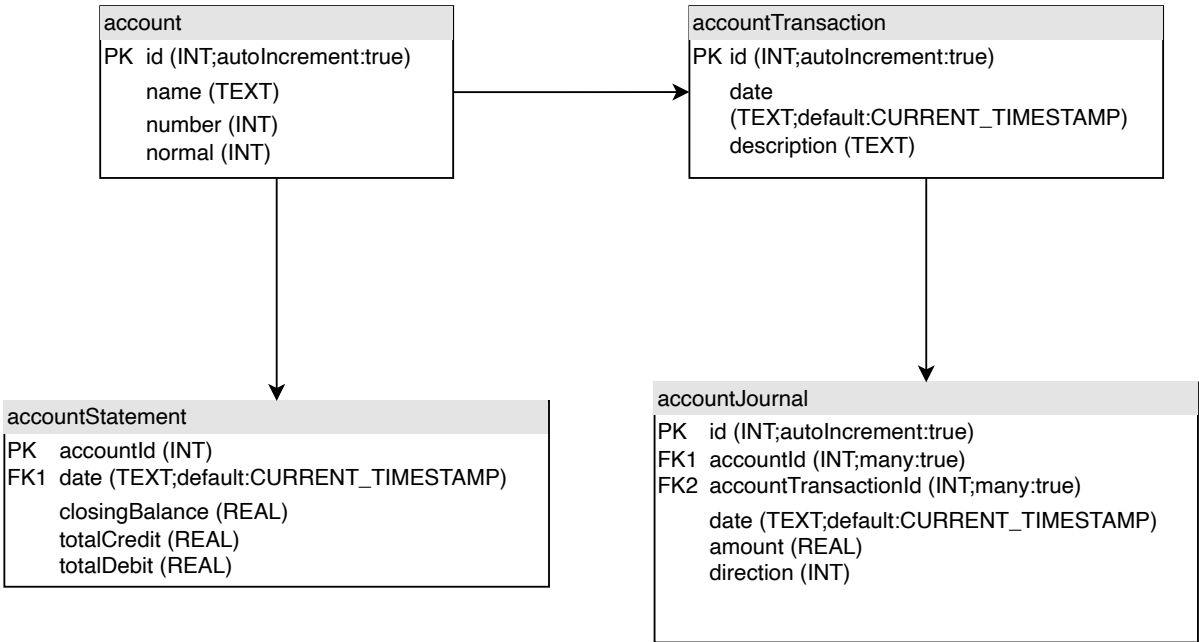 account
PK id (INT;autoIncrement:true)
name (TEXT)
number (INT)
normal (INT)
accountTransaction
PK id (INT;autoIncrement:true)
date
(TEXT;default:CURRENT_TIMESTAMP)
description (TEXT)
accountStatement
PK accountId (INT)
FK1 date (TEXT;default:CURRENT_TIMESTAMP)
closingBalance (REAL)
totalCredit (REAL)
totalDebit (REAL)
accountJournal
PK id (INT;autoIncrement:true)
FK1 accountId (INT;many:true)
FK2 accountTransactionId (INT;many:true)
date (TEXT;default:CURRENT_TIMESTAMP)
amount (REAL)
direction (INT)